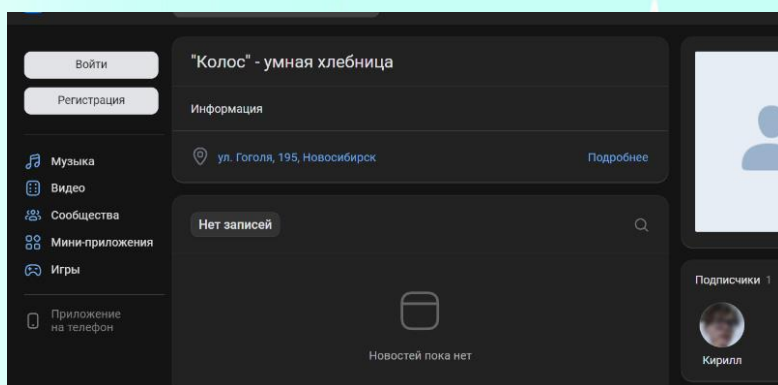 Войти
Регистрация
Музыка
Видео
Сообщества
Мини-приложения
Игры
Приложение
на телефон
"Колос" - умная хлебница
Информация
ул. Гоголя, 195, Новосибирск
Подробнее
Нет записей
Новостей пока нет
Подписчики 1
Кирилл